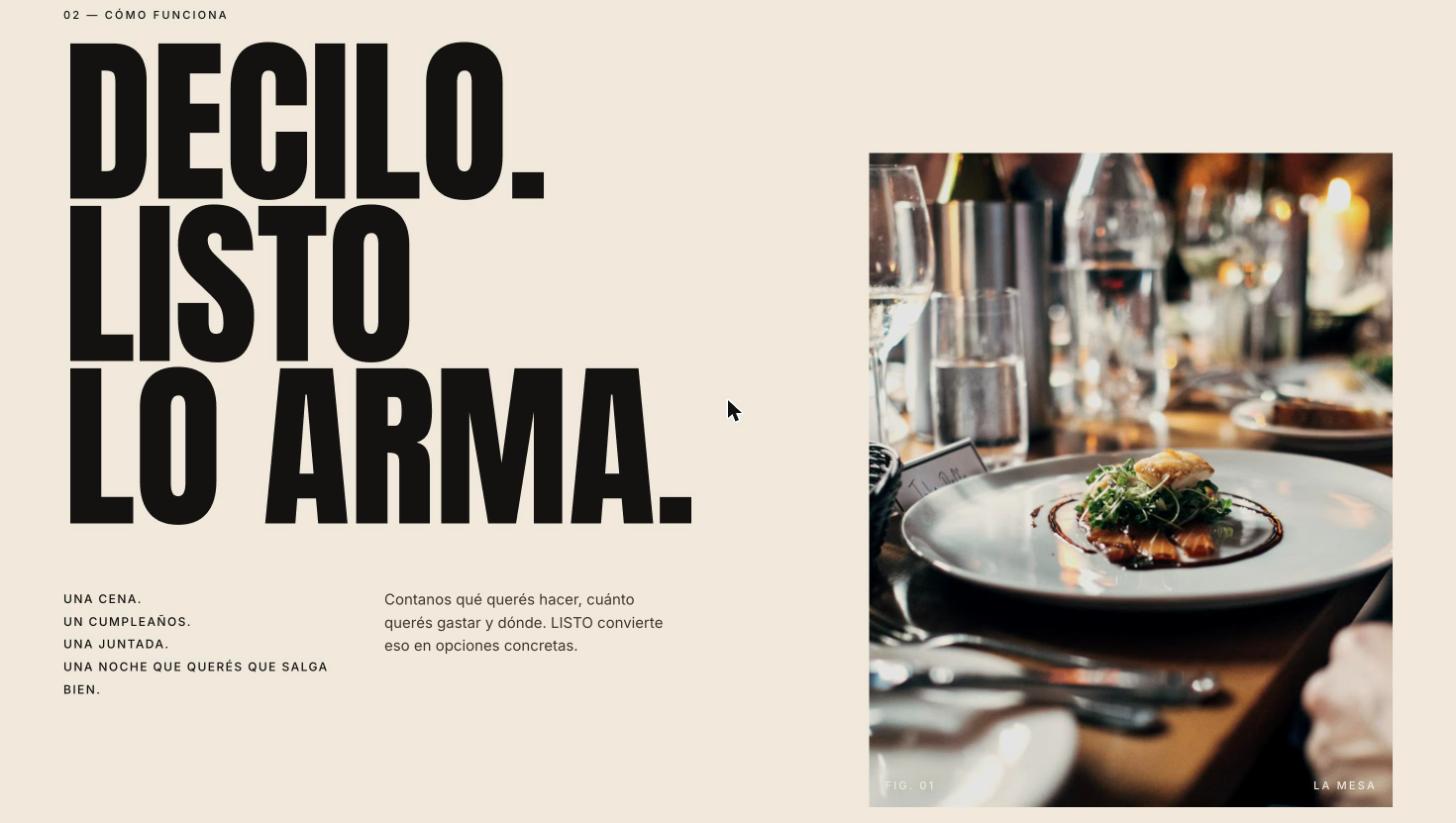 02 — CÓMO FUNCIONA
DECILO.
LISTO
LO ARMA.
UNA CENA.
UN CUMPLEAÑOS.
UNA JUNTADA.
UNA NOCHE QUE QUERÉS QUE SALGA
BIEN.
Contanos qué querés hacer, cuánto
querés gastar y dónde. LISTO convierte
eso en opciones concretas.
FIG. 01
LA MESA